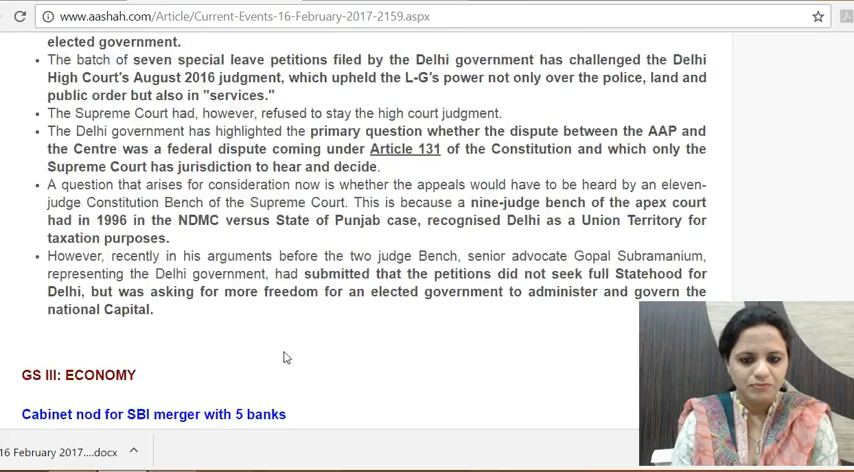 www.aashah.com/Article/Current-Events-16-February-2017-2159.aspx
elected government.
• The batch of seven special leave petitions filed by the Delhi government has challenged the Delhi
High Court's August 2016 judgment, which upheld the L-G's power not only over the police, land and
public order but also in "services."
• The Supreme Court had, however, refused to stay the high court judgment.
• The Delhi government has highlighted the primary question whether the dispute between the AAP and
the Centre was a federal dispute coming under Article 131 of the Constitution and which only the
Supreme Court has jurisdiction to hear and decide.
• A question that arises for consideration now is whether the appeals would have to be heard by an eleven-
judge Constitution Bench of the Supreme Court. This is because a nine-judge bench of the apex court
had in 1996 in the NDMC versus State of Punjab case, recognised Delhi as a Union Territory for
taxation purposes.
• However, recently in his arguments before the two judge Bench, senior advocate Gopal Subramanium,
representing the Delhi government, had submitted that the petitions did not seek full Statehood for
Delhi, but was asking for more freedom for an elected government to administer and govern the
national Capital.
GS III: ECONOMY
Cabinet nod for SBI merger with 5 banks
16 February 2017....docx